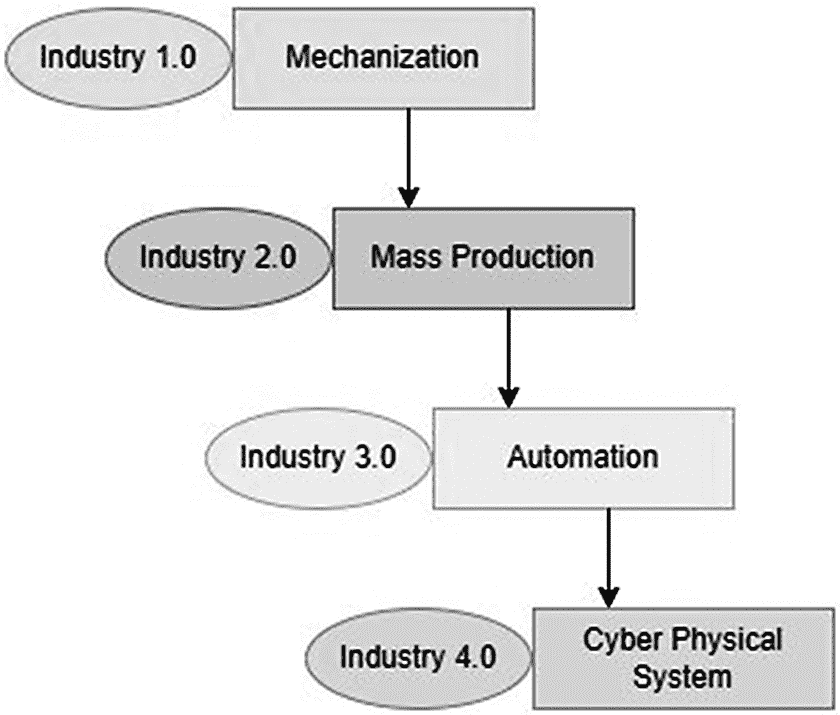 Industry 1.0
Mechanization
Industry 2.0
Mass Production
Industry 3.0
Automation
Industry 4.0
Cyber Physical
System